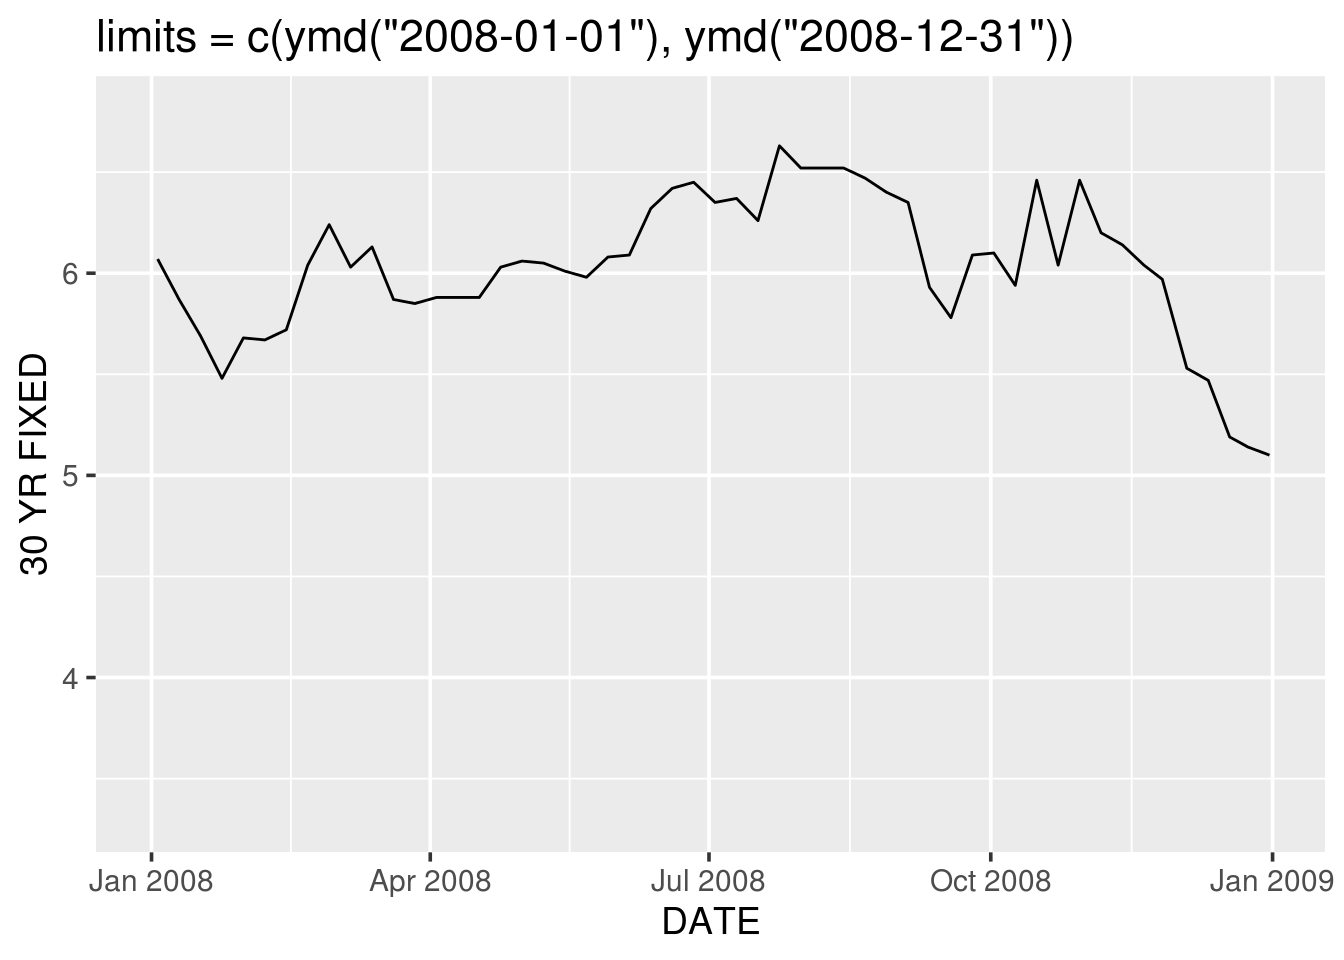 limits = c(ymd("2008-01-01"), ymd("2008-12-31"))
30 YR FIXED
6
5
4
Jan 2008 Apr 2008 Jul 2008 Oct 2008 Jan 2009
DATE